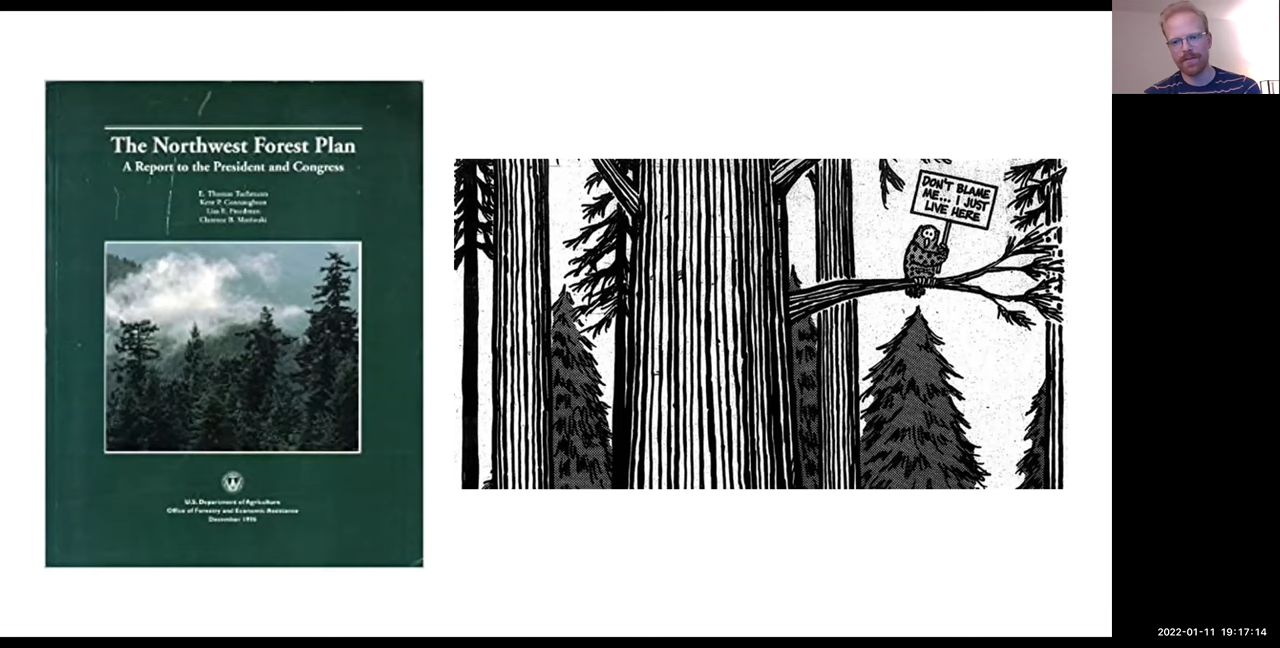 The Northwest Forest Plan
A Report to the President and Congress
E. Thomas Tuchmann
Kent P. Connaughton
Lisa E. Freedman
Clarence B. Moriwaki
U.S. Department of Agriculture
Office of Forestry and Economic Assistance
December 1996
DON'T BLAME
ME... I JUST
LIVE HERE
2022-01-11 19:17:14